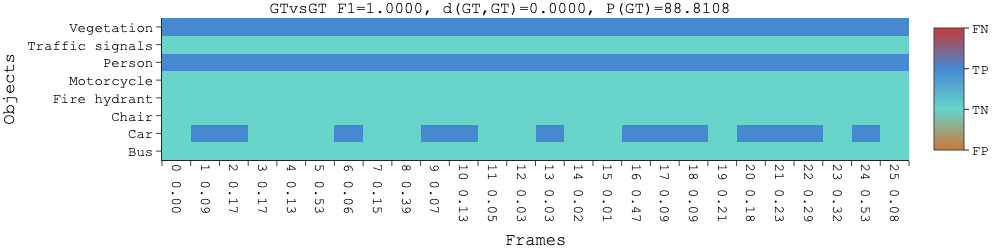 GTvsGT F1=1.0000, d(GT,GT)=0.0000, P(GT)=88.8108
Objects
Vegetation
Traffic signals
Person
Motorcycle
Fire hydrant
Chair
Car
Bus
FN
TP
TN
FP
0 0.00
1 0.09
2 0.17
3 0.17
4 0.13
5 0.12
6 0.06
7 0.15
8 0.39
9 0.07
10 0.13
11 0.05
12 0.03
13 0.03
14 0.02
15 0.01
16 0.47
17 0.09
18 0.09
19 0.21
20 0.18
21 0.23
22 0.29
23 0.32
24 0.53
25 0.08
Frames